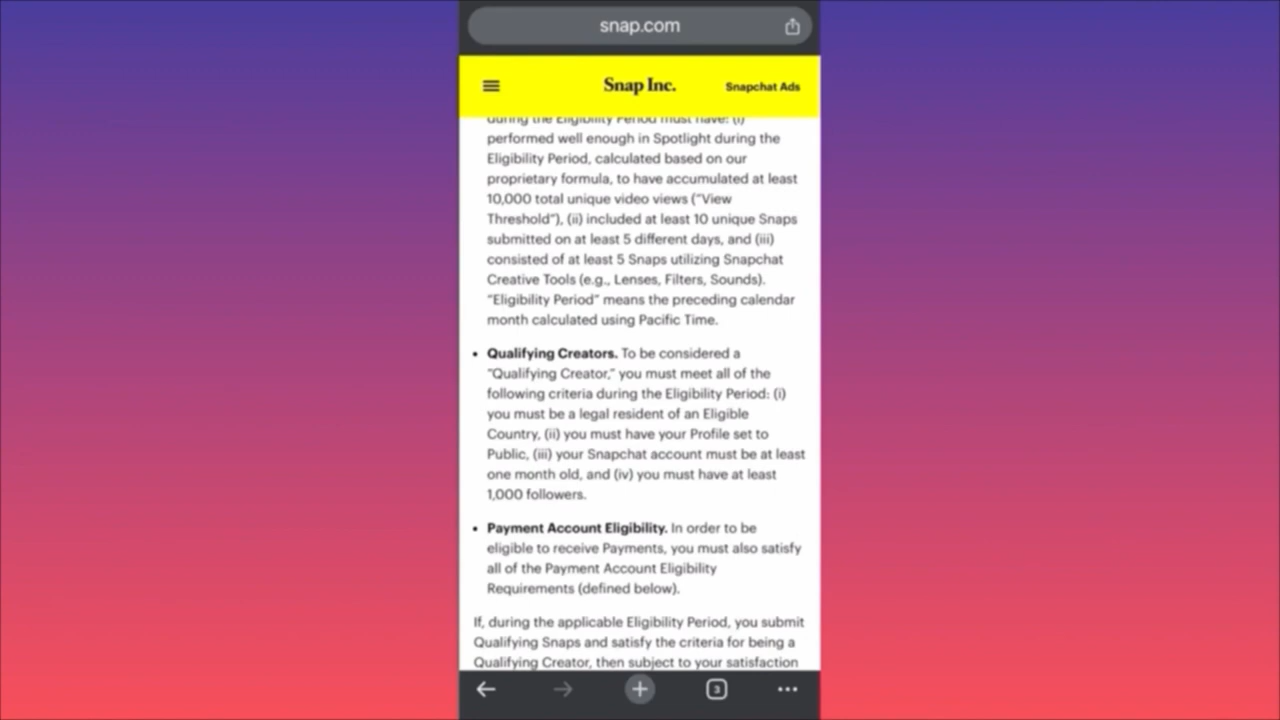 snap.com
Snap Inc.
Snapchat Ads
during the Eligibility Period must have: (i)
performed well enough in Spotlight during the
Eligibility Period, calculated based on our
proprietary formula, to have accumulated at least
10,000 total unique video views (“View
Threshold”), (ii) included at least 10 unique Snaps
submitted on at least 5 different days, and (iii)
consisted of at least 5 Snaps utilizing Snapchat
Creative Tools (e.g., Lenses, Filters, Sounds).
“Eligibility Period” means the preceding calendar
month calculated using Pacific Time.
• Qualifying Creators. To be considered a
“Qualifying Creator,” you must meet all of the
following criteria during the Eligibility Period: (i)
you must be a legal resident of an Eligible
Country, (ii) you must have your Profile set to
Public, (iii) your Snapchat account must be at least
one month old, and (iv) you must have at least
1,000 followers.
• Payment Account Eligibility. In order to be
eligible to receive Payments, you must also satisfy
all of the Payment Account Eligibility
Requirements (defined below).
If, during the applicable Eligibility Period, you submit
Qualifying Snaps and satisfy the criteria for being a
Qualifying Creator, then subject to your satisfaction
3